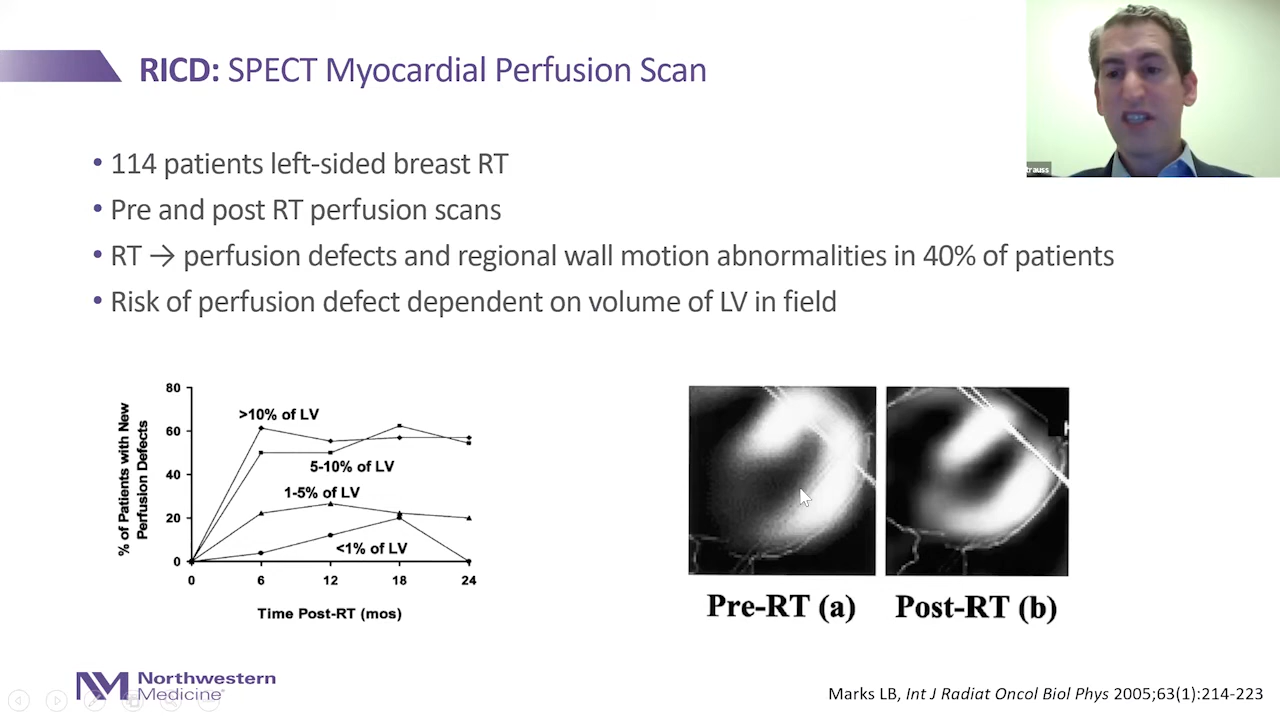 RICD: SPECT Myocardial Perfusion Scan
trauss
• 114 patients left-sided breast RT
• Pre and post RT perfusion scans
• RT → perfusion defects and regional wall motion abnormalities in 40% of patients
• Risk of perfusion defect dependent on volume of LV in field
% of Patients with New
Perfusion Defects
80
60
40
20
0
>10% of LV
5-10% of LV
1-5% of LV
<1% of LV
0 6 12 18 24
Time Post-RT (mos)
Pre-RT (a) Post-RT (b)
Northwestern
Medicine®
Marks LB, Int J Radiat Oncol Biol Phys 2005;63(1):214-223